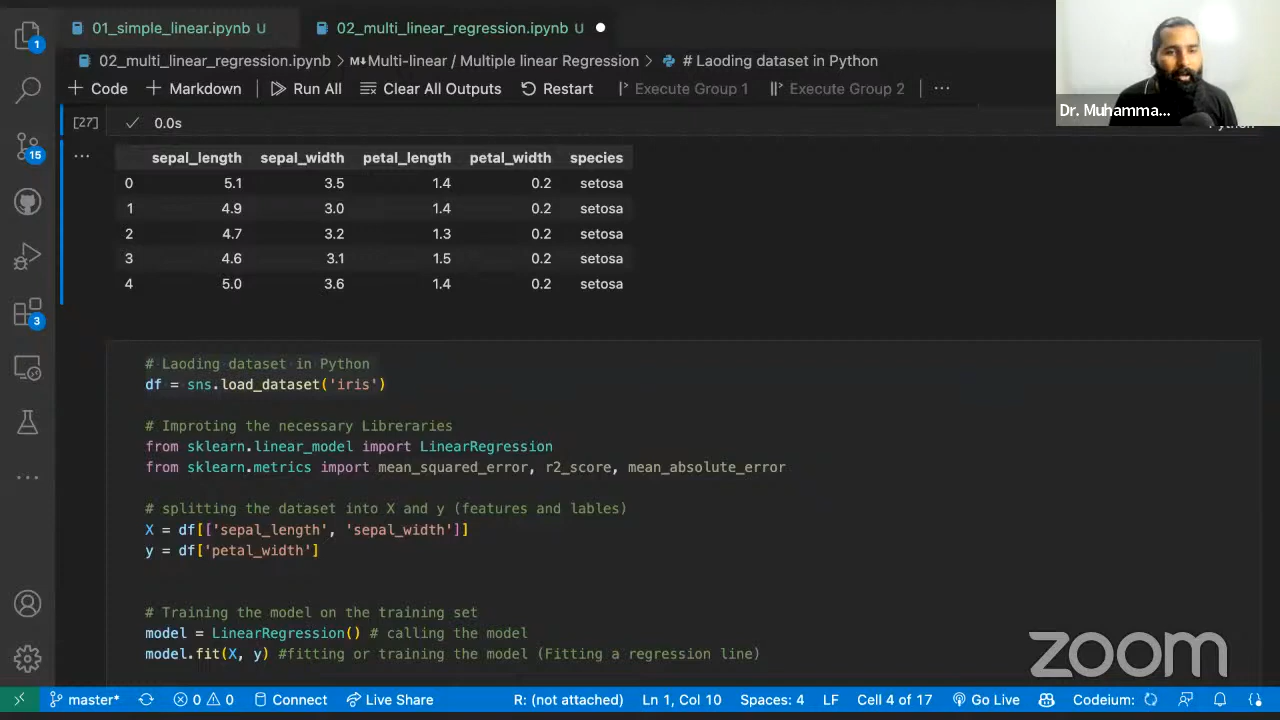 01_simple_linear.ipynb U
02_multi_linear_regression.ipynb U
02_multi_linear_regression.ipynb > M↓Multi-linear / Multiple linear Regression > # Laoding dataset in Python
+ Code + Markdown Run All Clear All Outputs Restart Execute Group 1 Execute Group 2 ...
Dr. Muhamma...
[27] ✓ 0.0s
sepal_length sepal_width petal_length petal_width species
0 5.1 3.5 1.4 0.2 setosa
1 4.9 3.0 1.4 0.2 setosa
2 4.7 3.2 1.3 0.2 setosa
3 4.6 3.1 1.5 0.2 setosa
4 5.0 3.6 1.4 0.2 setosa
# Laoding dataset in Python
df = sns.load_dataset('iris')
# Improting the necessary Libreraries
from sklearn.linear_model import LinearRegression
from sklearn.metrics import mean_squared_error, r2_score, mean_absolute_error
# splitting the dataset into X and y (features and lables)
X = df[['sepal_length', 'sepal_width']]
y = df['petal_width']
# Training the model on the training set
model = LinearRegression() # calling the model
model.fit(X, y) #fitting or training the model (Fitting a regression line)
zoom
1
15
3
master* 0 0 Connect Live Share R: (not attached) Ln 1, Col 10 Spaces: 4 LF Cell 4 of 17 Go Live Codeium: